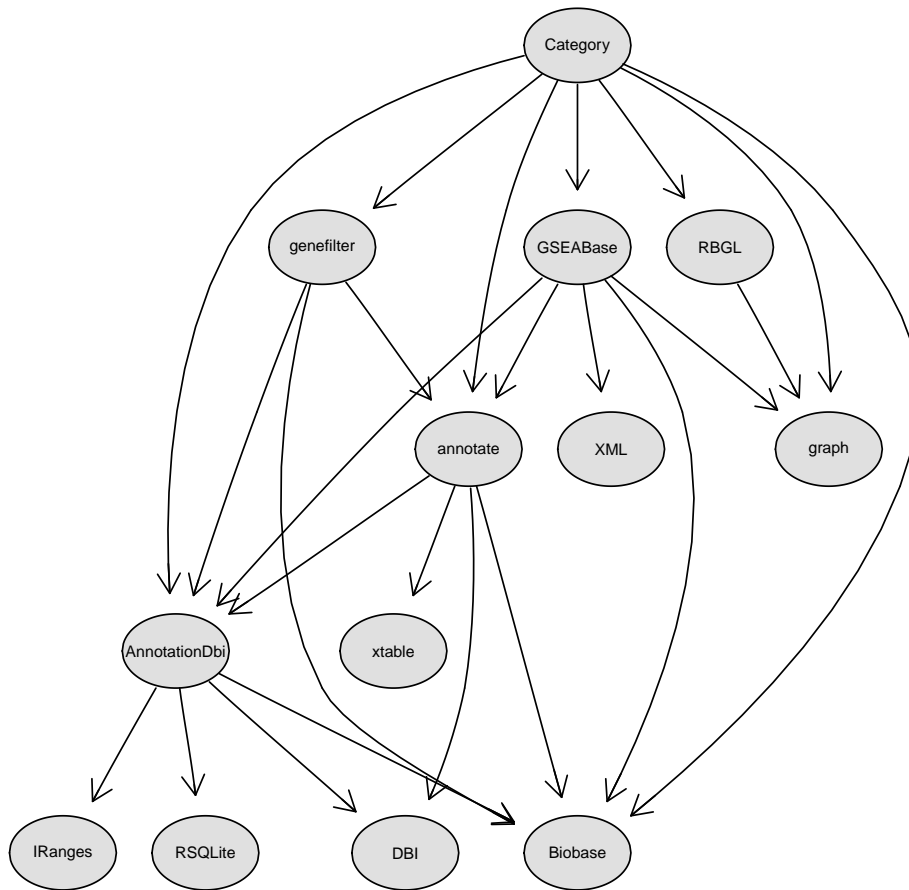 Category
genefilter
GSEABase
RBGL
annotate
XML
graph
AnnotationDbi
xtable
IRanges
RSQLite
DBI
Biobase